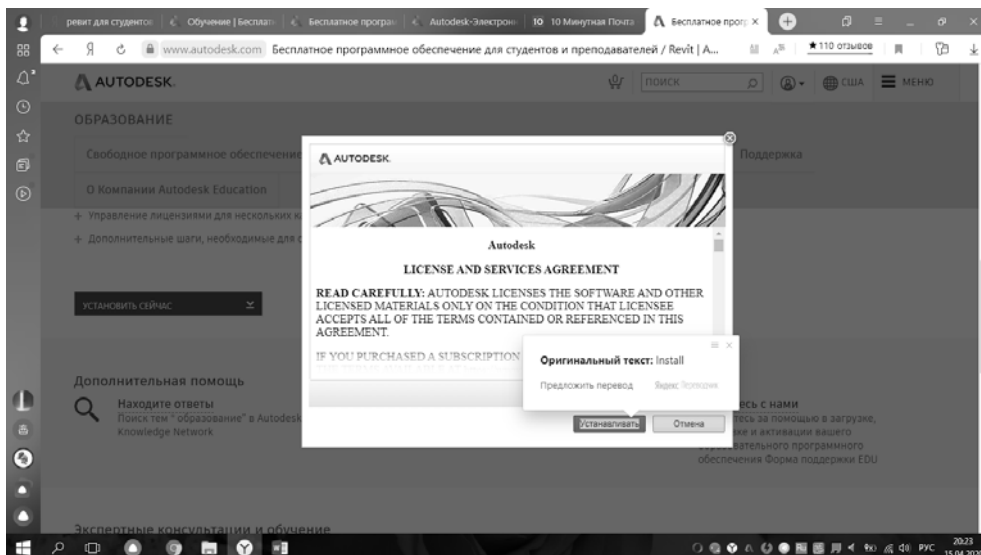 ревит для студентов
Обучение | Бесплатн
Бесплатное програм
Autodesk-Электрон
10 10 Минутная Почта
Бесплатное прог
www.autodesk.com Бесплатное программное обеспечение для студентов и преподавателей / Revit | A...
★110 отзывов
AUTODESK.
ПОИСК
США
МЕНЮ
ОБРАЗОВАНИЕ
Свободное программное обеспечение
Поддержка
О Компании Autodesk Education
+ Управление лицензиями для нескольких к
+ Дополнительные шаги, необходимые для с
УСТАНОВИТЬ СЕЙЧАС
AUTODESK.
Autodesk
LICENSE AND SERVICES AGREEMENT
READ CAREFULLY: AUTODESK LICENSES THE SOFTWARE AND OTHER
LICENSED MATERIALS ONLY ON THE CONDITION THAT LICENSEE
ACCEPTS ALL OF THE TERMS CONTAINED OR REFERENCED IN THIS
AGREEMENT.
IF YOU PURCHASED A SUBSCRIPTION
Оригинальный текст: Install
Предложить перевод Яндекс Переводчик
Устанавливать Отмена
Дополнительная помощь
Находите ответы
Поиск тем " образование" в Autodesk
Knowledge Network
есь с нами
тесь за помощью в загрузке,
ке и активации вашего
образовательного программного
обеспечения Форма поддержки EDU
Экспертные консультации и обучение
РУС
20:23
15.04.2020